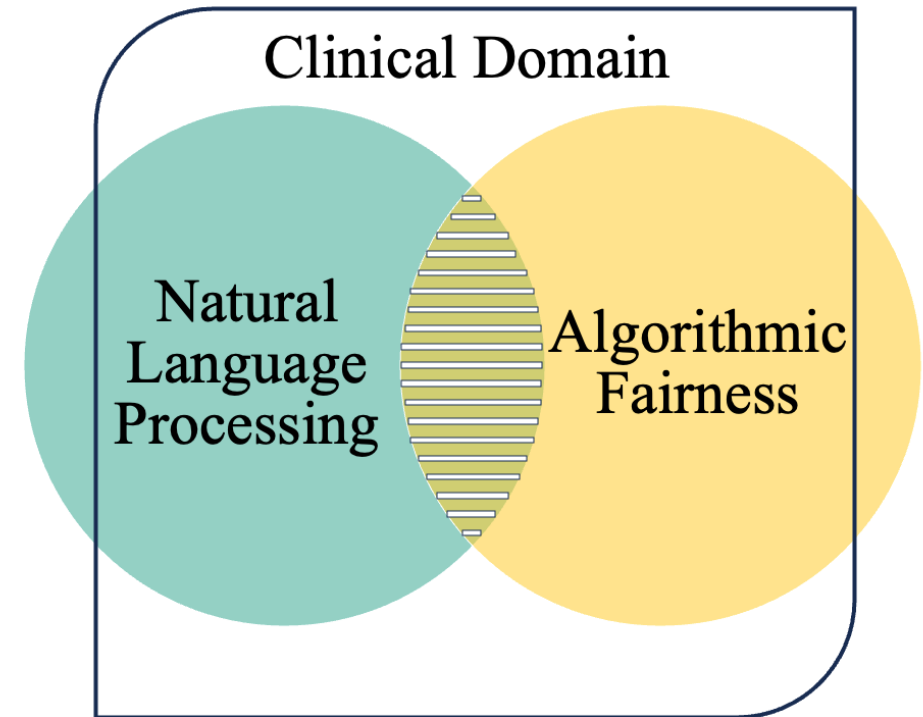 Clinical Domain
Natural
Language
Processing
Algorithmic
Fairness